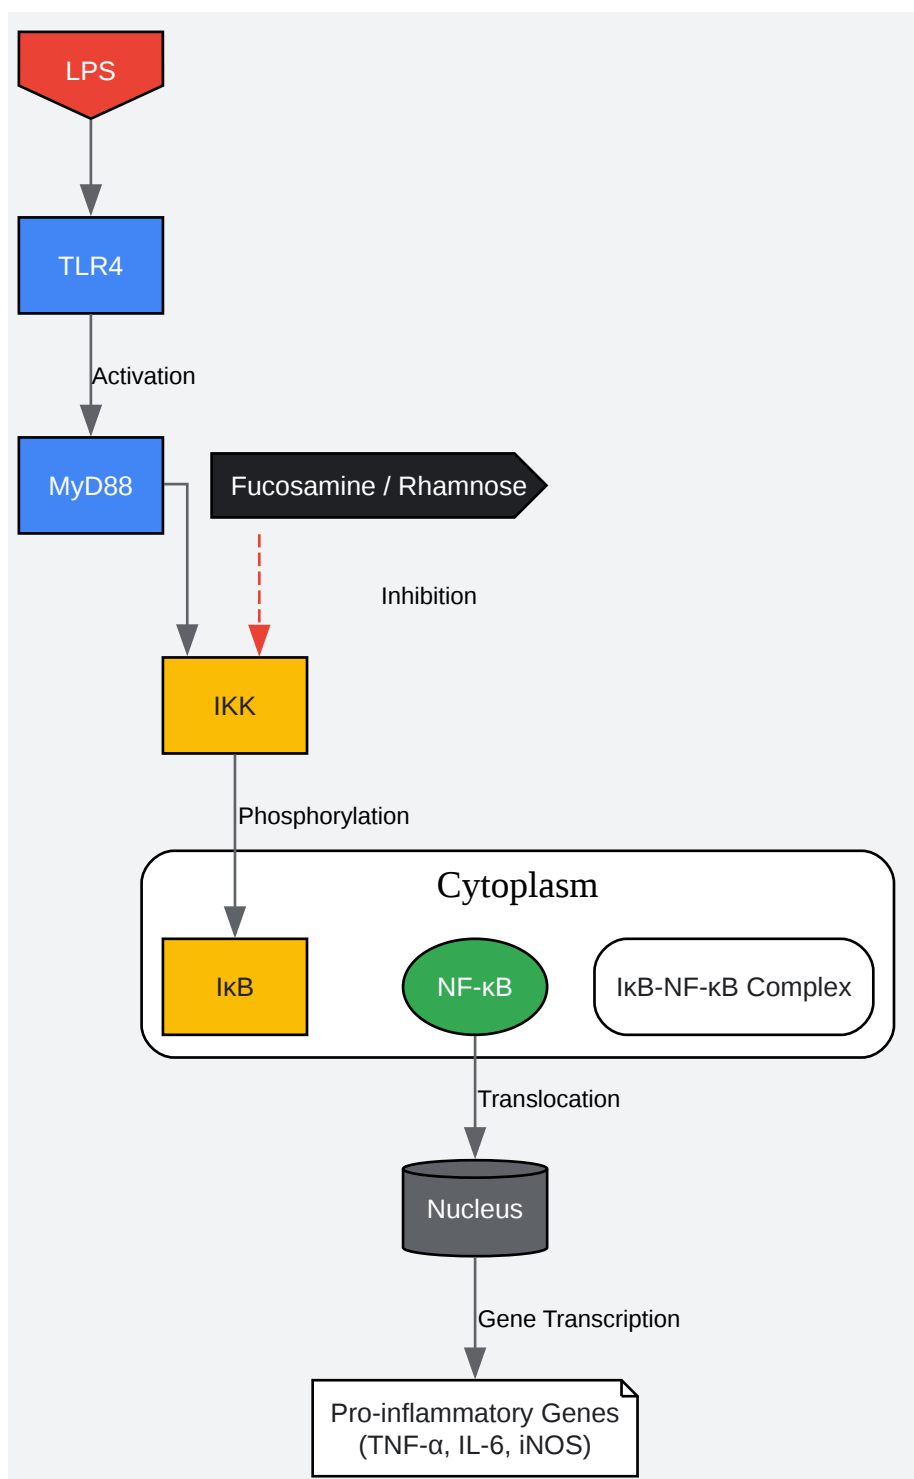 LPS
TLR4
Activation
MyD88
Fucosamine / Rhamnose
Inhibition
IKK
Phosphorylation
Cytoplasm
IκB
NF-κB
IκB-NF-κB Complex
Translocation
Nucleus
Gene Transcription
Pro-inflammatory Genes
(TNF-α, IL-6, iNOS)